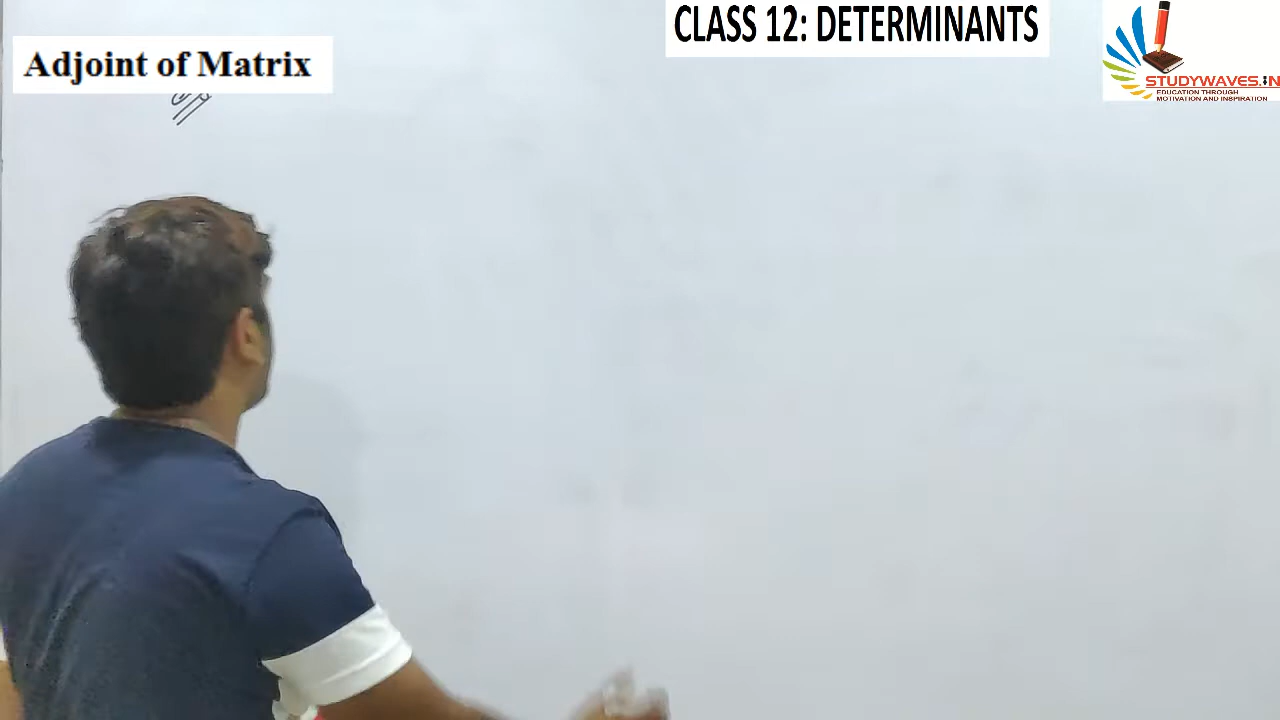 CLASS 12: DETERMINANTS
Adjoint of Matrix
STUDYWAVES.IN
EDUCATION THROUGH
MOTIVATION AND INSPIRATION